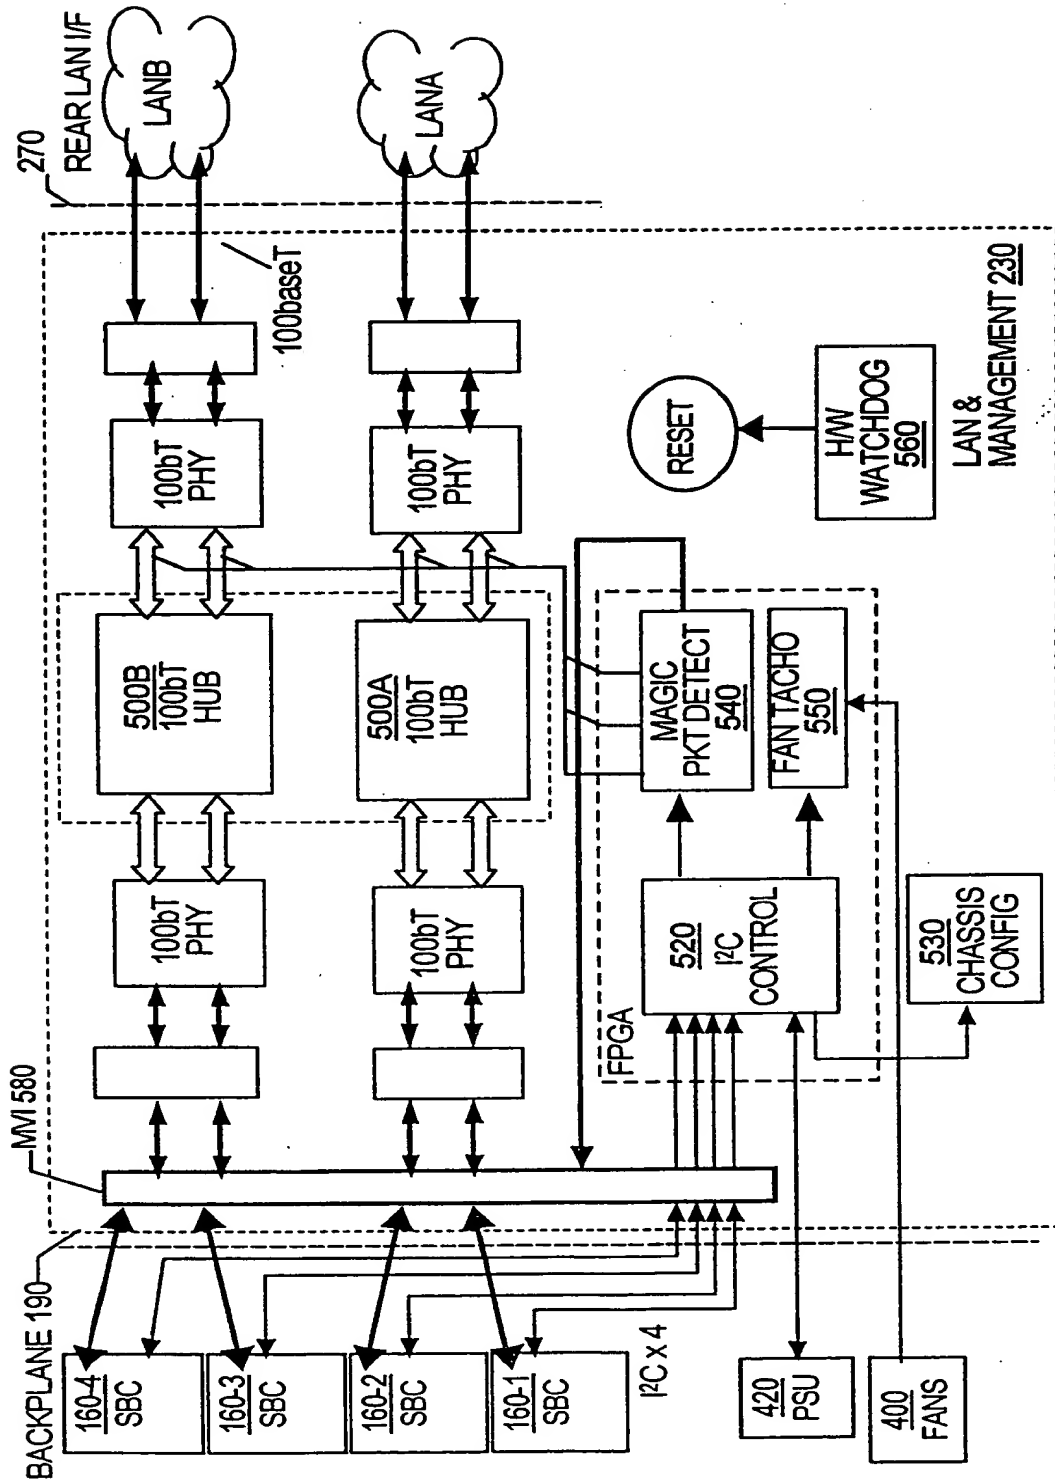 BACKPLANE 190
MVI 580
270
REAR LAN I/F
160-4
SBC
160-3
SBC
160-2
SBC
160-1
SBC
I²C x 4
420
PSU
400
FANS
100bT
PHY
500B
100bT
HUB
100bT
PHY
100baseT
LANB
100bT
PHY
500A
100bT
HUB
100bT
PHY
LANA
FPGA
520
I²C
CONTROL
MAGIC
PKT DETECT
540
FAN TACHO
550
530
CHASSIS
CONFIG
RESET
H/W
WATCHDOG
560
LAN &
MANAGEMENT 230